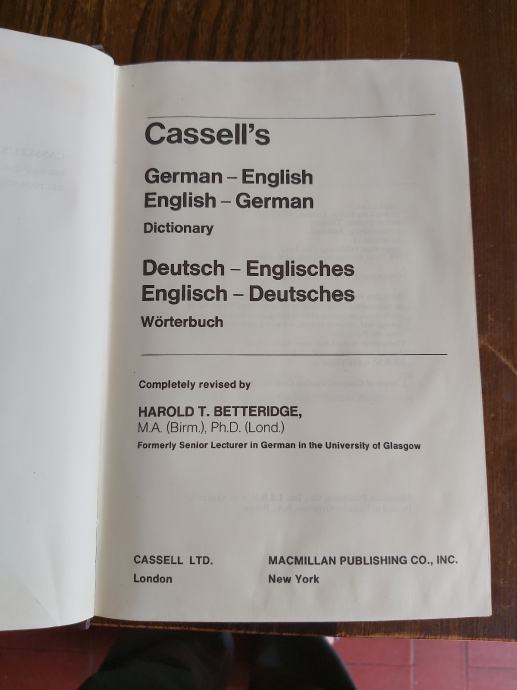 Cassell's
German – English
English – German
Dictionary
Deutsch – Englisches
Englisch – Deutsches
Wörterbuch
Completely revised by
HAROLD T. BETTERIDGE,
M.A. (Birm.), Ph.D. (Lond.)
Formerly Senior Lecturer in German in the University of Glasgow
CASSELL LTD.
London
MACMILLAN PUBLISHING CO., INC.
New York